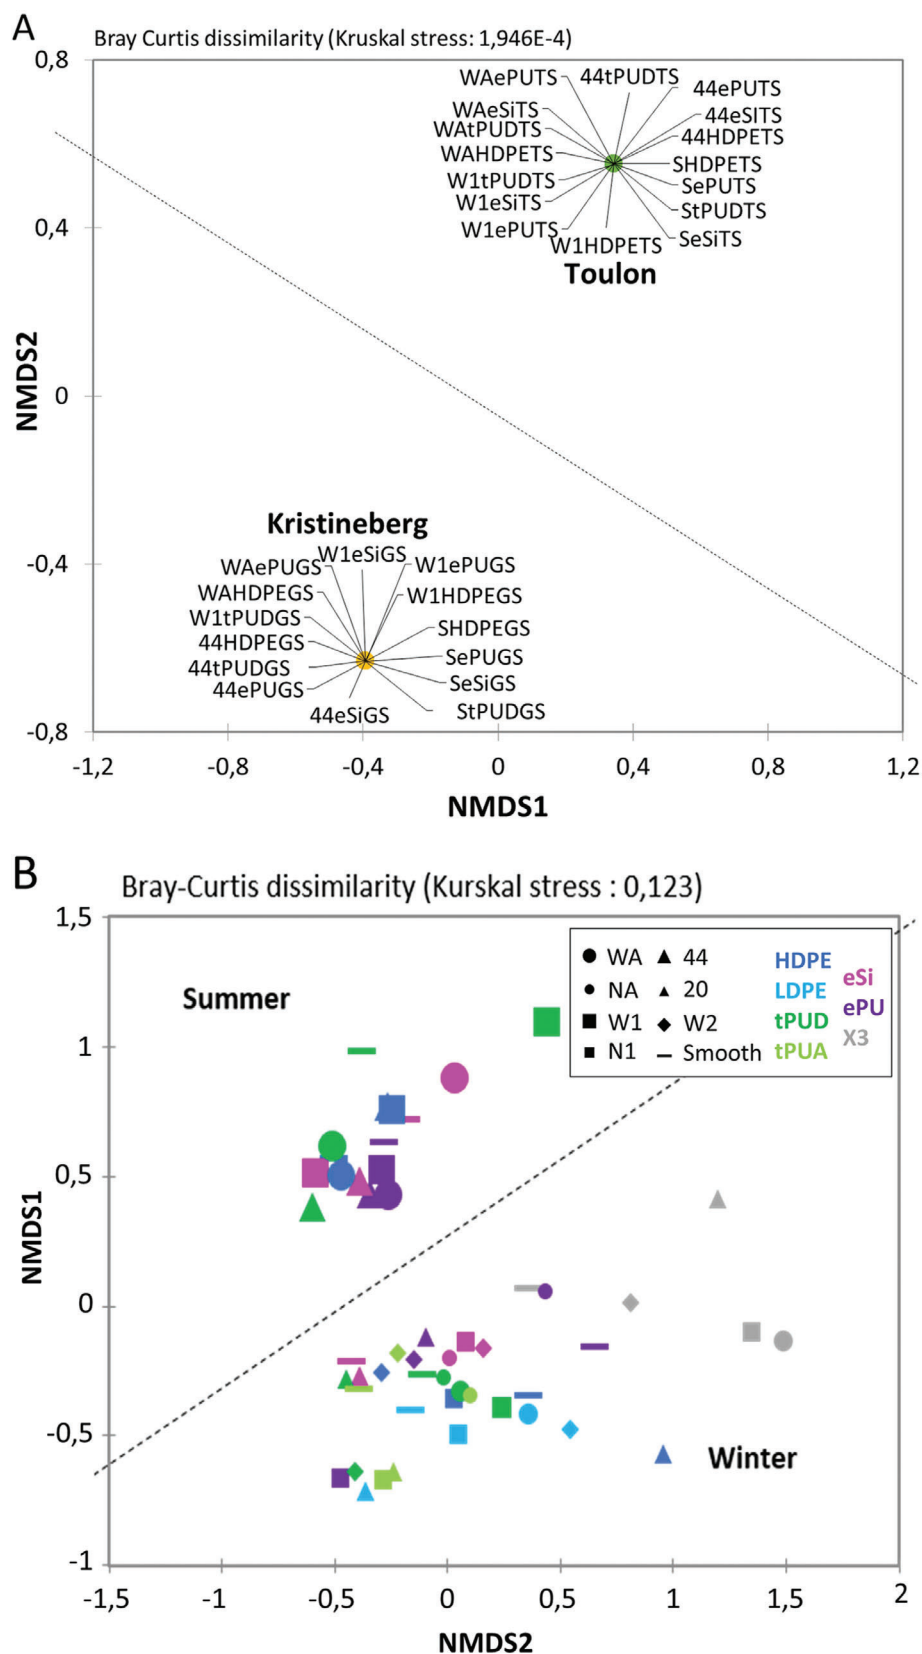 A
Bray Curtis dissimilarity (Kruskal stress: 1,946E-4)
0,8
0,4
0
-0,4
-0,8
NMDS2
WAePUTS
44tPUDTS
44ePUTS
WAeSiTS
44eSITS
WAtPUDTS
44HDPETS
WAHDPETS
SHDPETS
W1tPUDTS
SePUTS
W1eSiTS
StPUDTS
W1ePUTS
W1HDPETS
SeSiTS
Toulon
Kristineberg
W1eSiGS
WAePUGS
W1ePUGS
WAHDPEGS
W1HDPEGS
W1tPUDGS
SHDPEGS
44HDPEGS
SePUGS
44tPUDGS
SeSiGS
44ePUGS
StPUDGS
44eSiGS
-1,2 -0,8 -0,4 0 0,4 0,8 1,2
NMDS1
B
Bray-Curtis dissimilarity (Kurskal stress : 0,123)
1,5
1
0,5
0
-0,5
-1
NMDS1
Summer
WA 44 HDPE
NA 20 LDPE eSi
W1 W2 tPUD ePU
N1 Smooth tPUA X3
Winter
-1,5 -1 -0,5 0 0,5 1 1,5 2
NMDS2